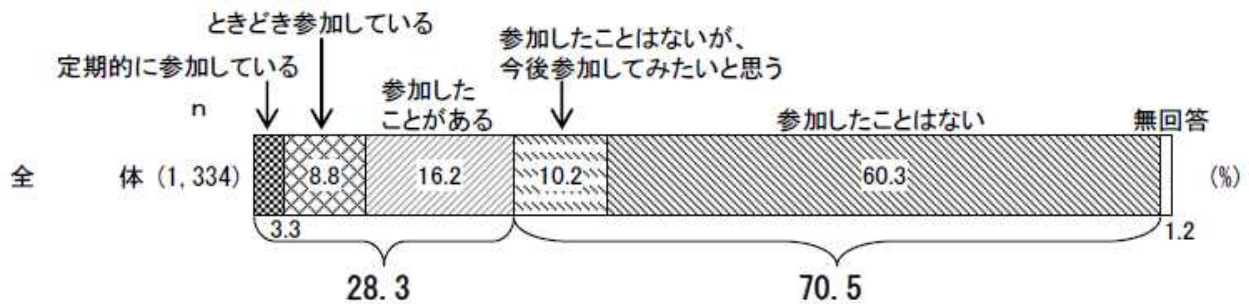 ときどき参加している
定期的に参加している
参加したことはないが、
今後参加してみたいと思う
参加した
ことがある
参加したことはない
無回答
n
全 体 (1,334)
8.8
16.2
10.2
60.3
(%)
3.3
1.2
28.3
70.5